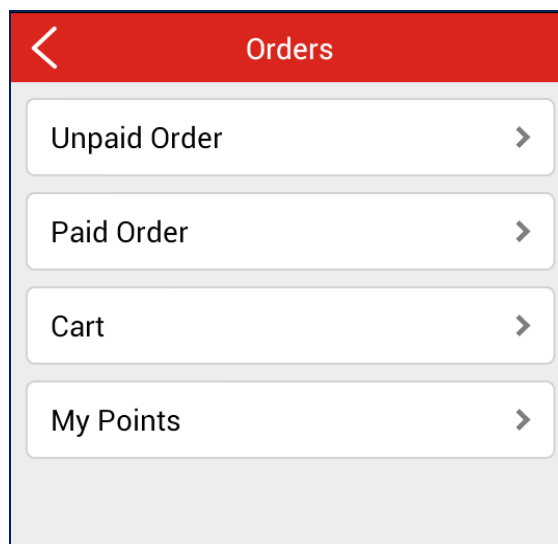 Orders
Unpaid Order
Paid Order
Cart
My Points